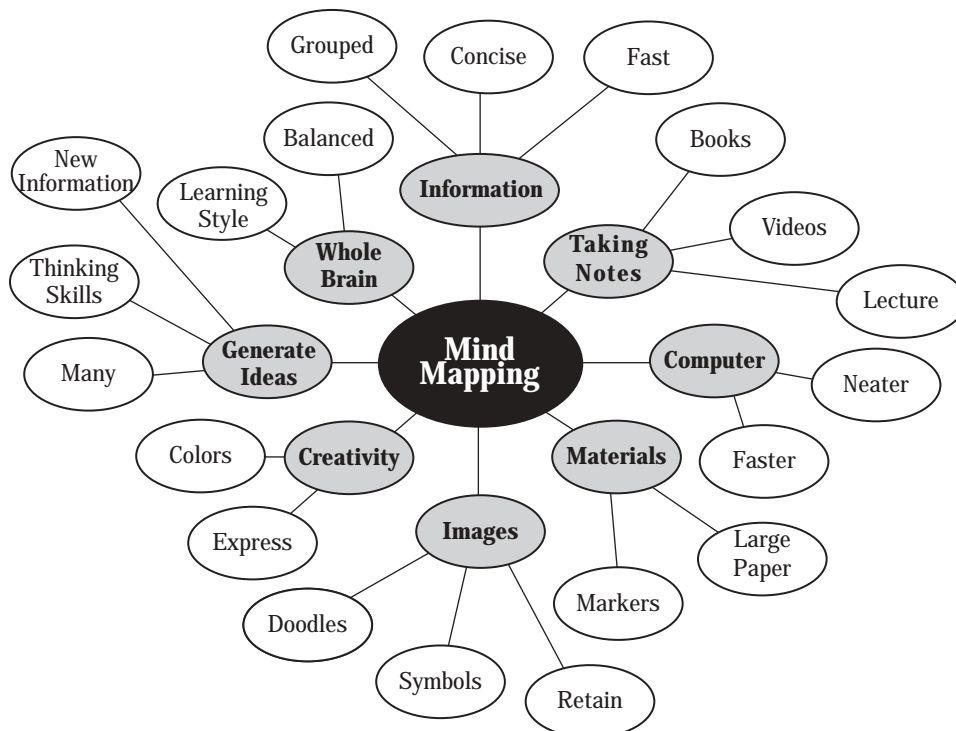 Grouped
Concise
Fast
Balanced
Books
New
Information
Learning
Style
Information
Videos
Whole
Brain
Taking
Notes
Thinking
Skills
Lecture
Mind
Mapping
Generate
Ideas
Computer
Many
Neater
Colors
Creativity
Materials
Faster
Express
Images
Large
Paper
Doodles
Markers
Symbols
Retain